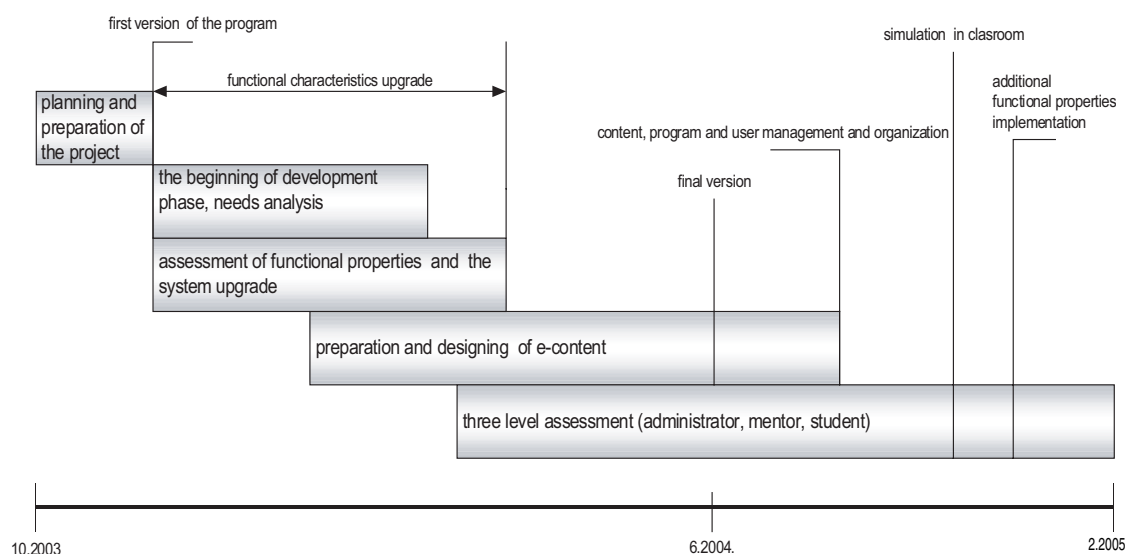 first version of the program
simulation in clasroom
functional characteristics upgrade
additional
functional properties
implementation
planning and
preparation of
the project
content, program and user management and organization
the beginning of development
phase, needs analysis
final version
assessment of functional properties and the
system upgrade
preparation and designing of e-content
three level assessment (administrator, mentor, student)
10.2003
6.2004.
2.2005